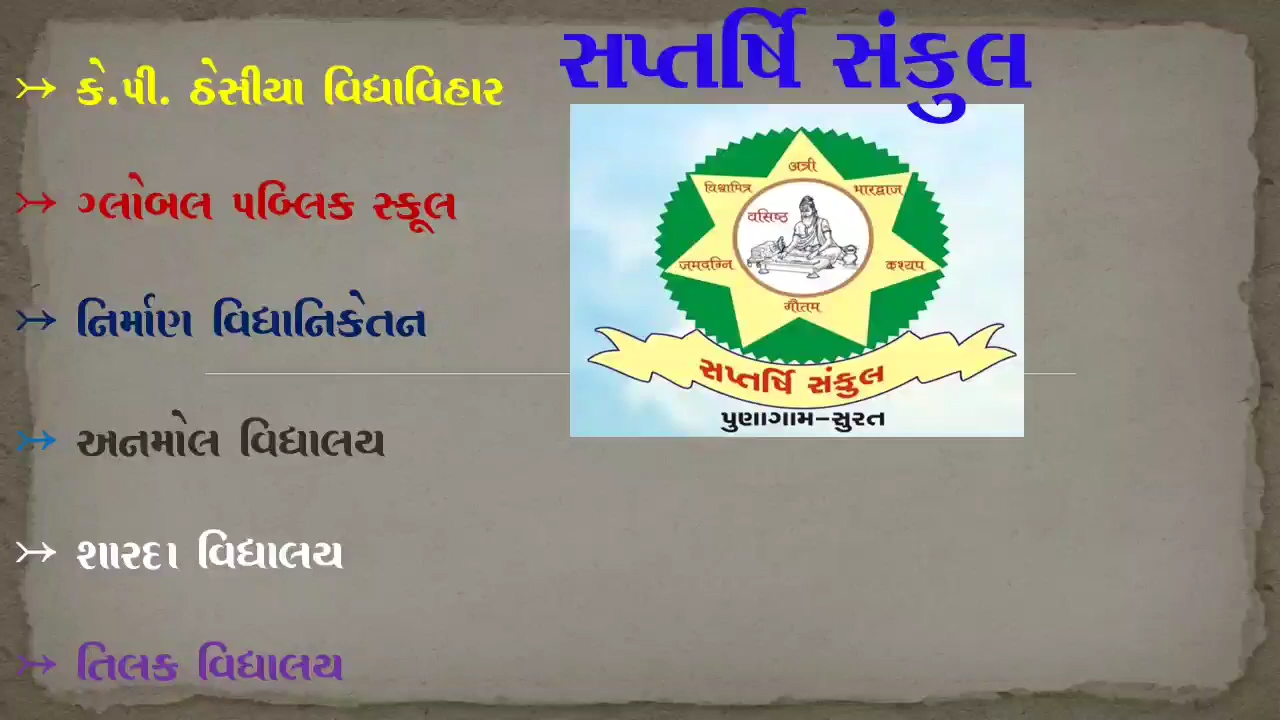 સપ્તર્ષિ સંકુલ
કે.પી. ઠેસીયા વિદ્યાવિહાર
ગ્લોબલ પબ્લિક સ્કૂલ
નિર્માણ વિદ્યાનિકેતન
અનમોલ વિદ્યાલય
શારદા વિદ્યાલય
તિલક વિદ્યાલય
अत्री
विश्वामित्र
भारद्वाज
वसिष्ठ
जमदग्नि
कश्यप
गौतम
સપ્તર્ષિ સંકુલ
પુણાગામ-સુરત